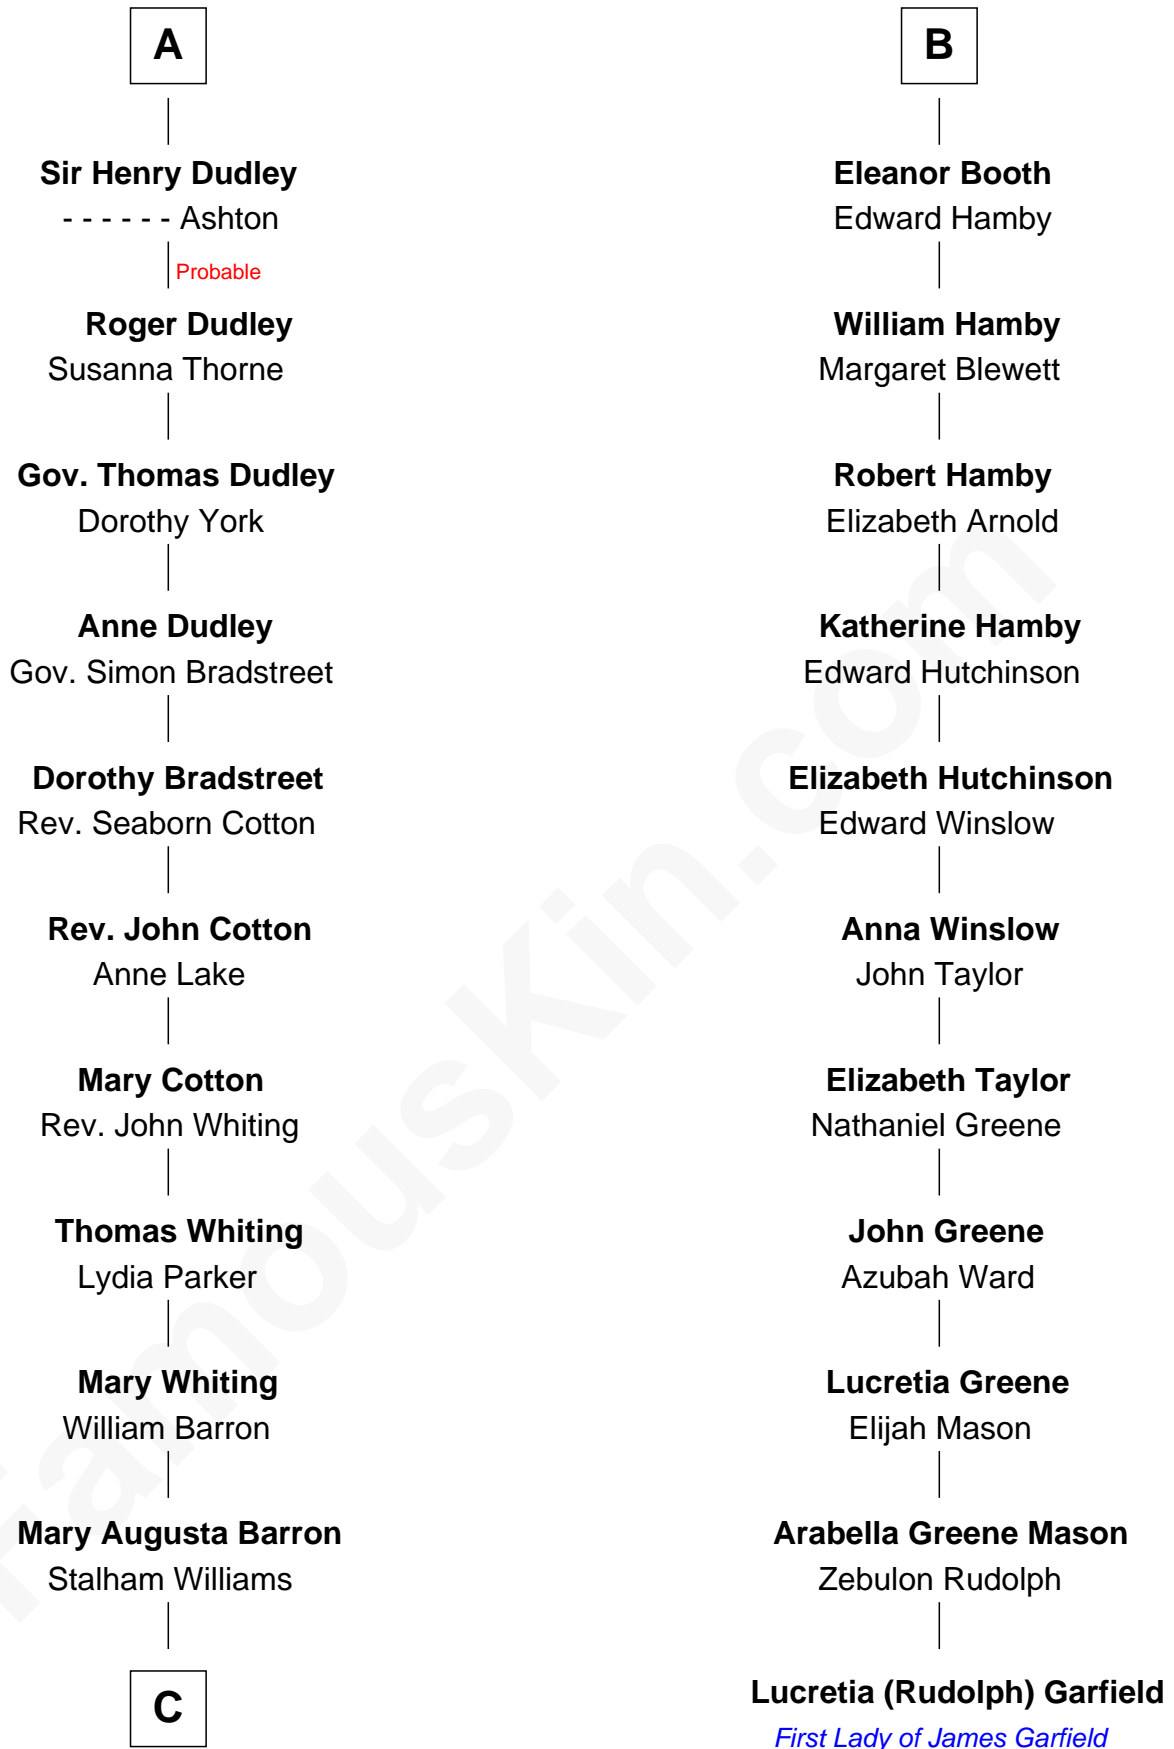 A
Sir Henry Dudley
- - - - - - Ashton
Probable
Roger Dudley
Susanna Thorne
Gov. Thomas Dudley
Dorothy York
Anne Dudley
Gov. Simon Bradstreet
Dorothy Bradstreet
Rev. Seaborn Cotton
Rev. John Cotton
Anne Lake
Mary Cotton
Rev. John Whiting
Thomas Whiting
Lydia Parker
Mary Whiting
William Barron
Mary Augusta Barron
Stalham Williams
C
B
Eleanor Booth
Edward Hamby
William Hamby
Margaret Blewett
Robert Hamby
Elizabeth Arnold
Katherine Hamby
Edward Hutchinson
Elizabeth Hutchinson
Edward Winslow
Anna Winslow
John Taylor
Elizabeth Taylor
Nathaniel Greene
John Greene
Azubah Ward
Lucretia Greene
Elijah Mason
Arabella Greene Mason
Zebulon Rudolph
Lucretia (Rudolph) Garfield
First Lady of James Garfield
FamousKin.com